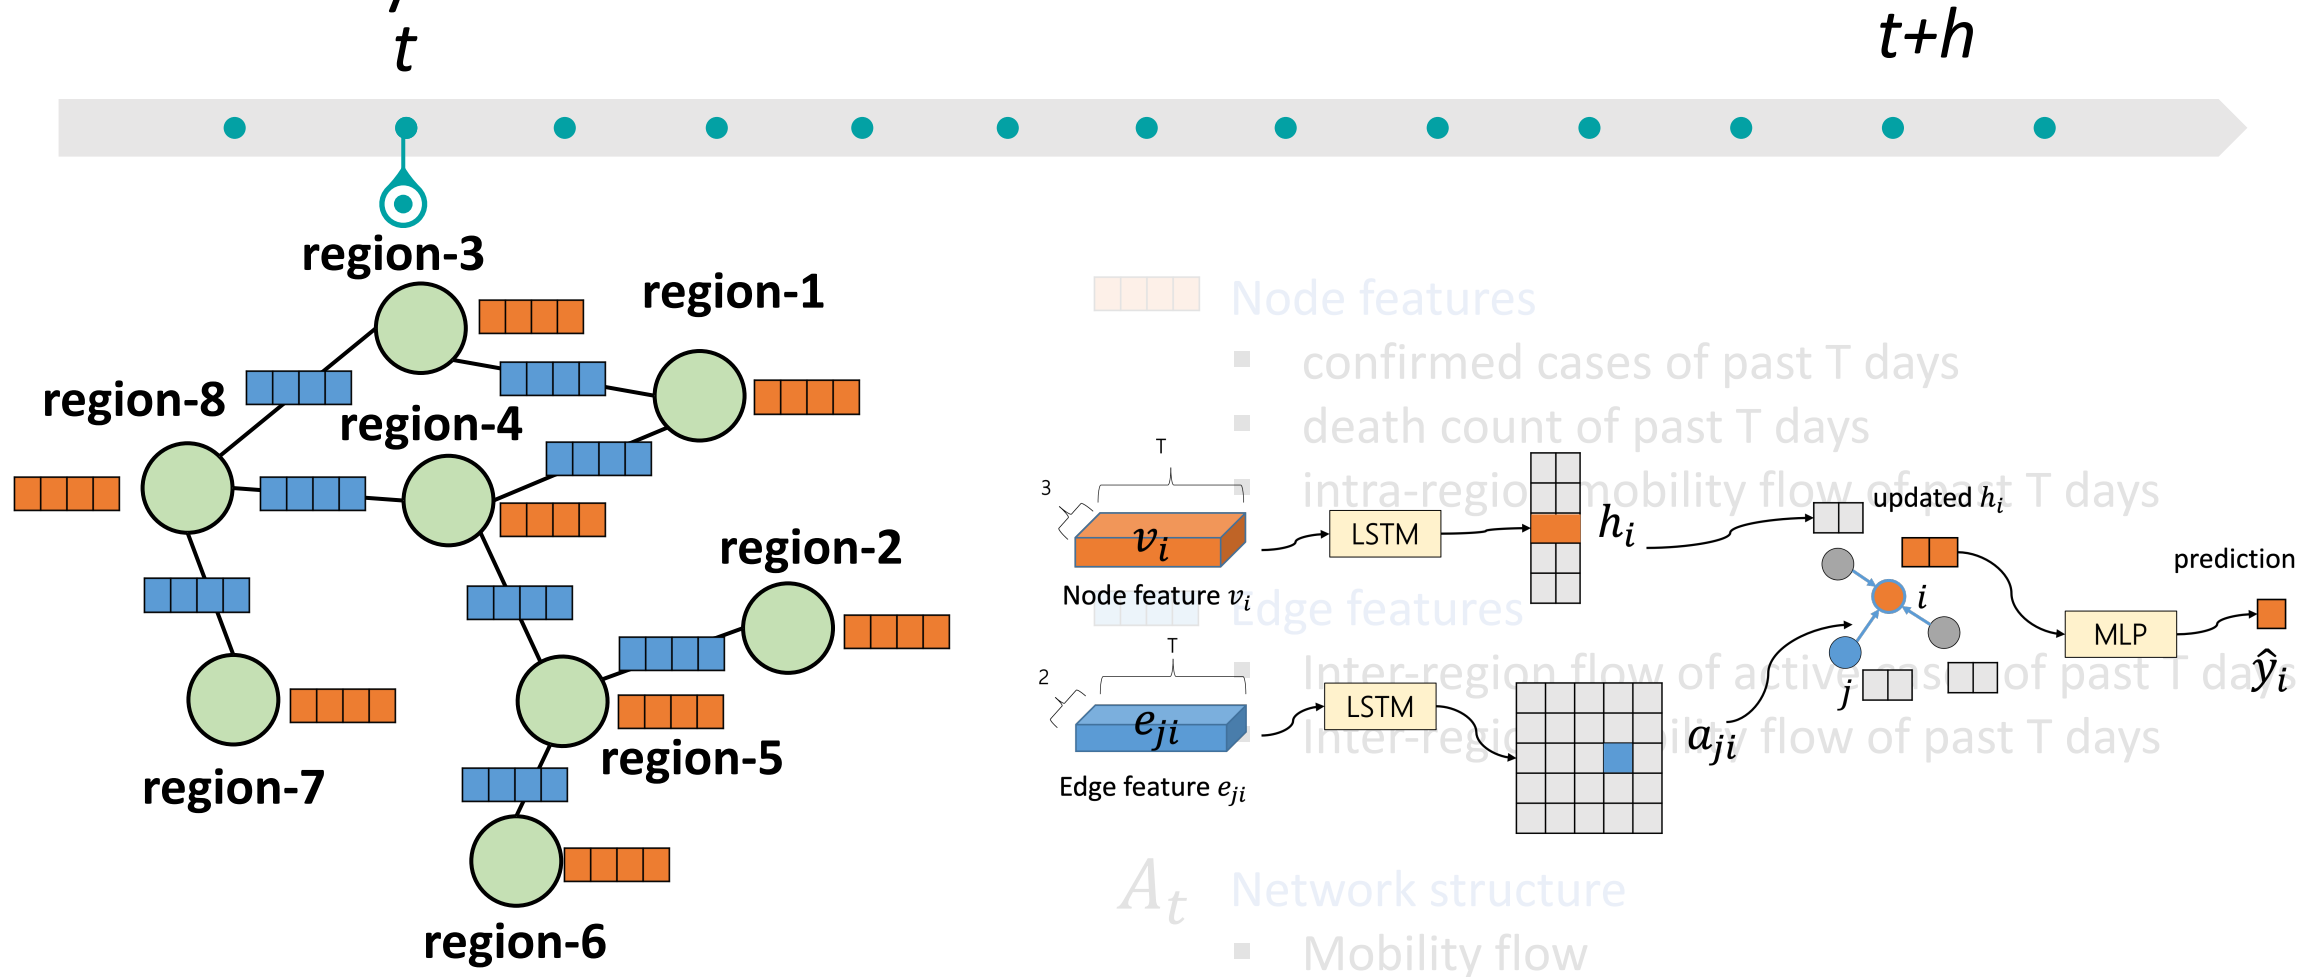 t
t+h
region-3
region-1
region-8
region-4
region-2
region-5
region-7
region-6
Node features
confirmed cases of past T days
death count of past T days
intra-region mobility flow of past T days
T
3
v_i
LSTM
h_i
updated h_i
Node feature v_i
Edge features
i
prediction
MLP
ŷ_i
Inter-region flow of active cases of past T days
T
2
e_ji
LSTM
j
Inter-region mobility flow of past T days
a_ji
Edge feature e_ji
A_t
Network structure
Mobility flow